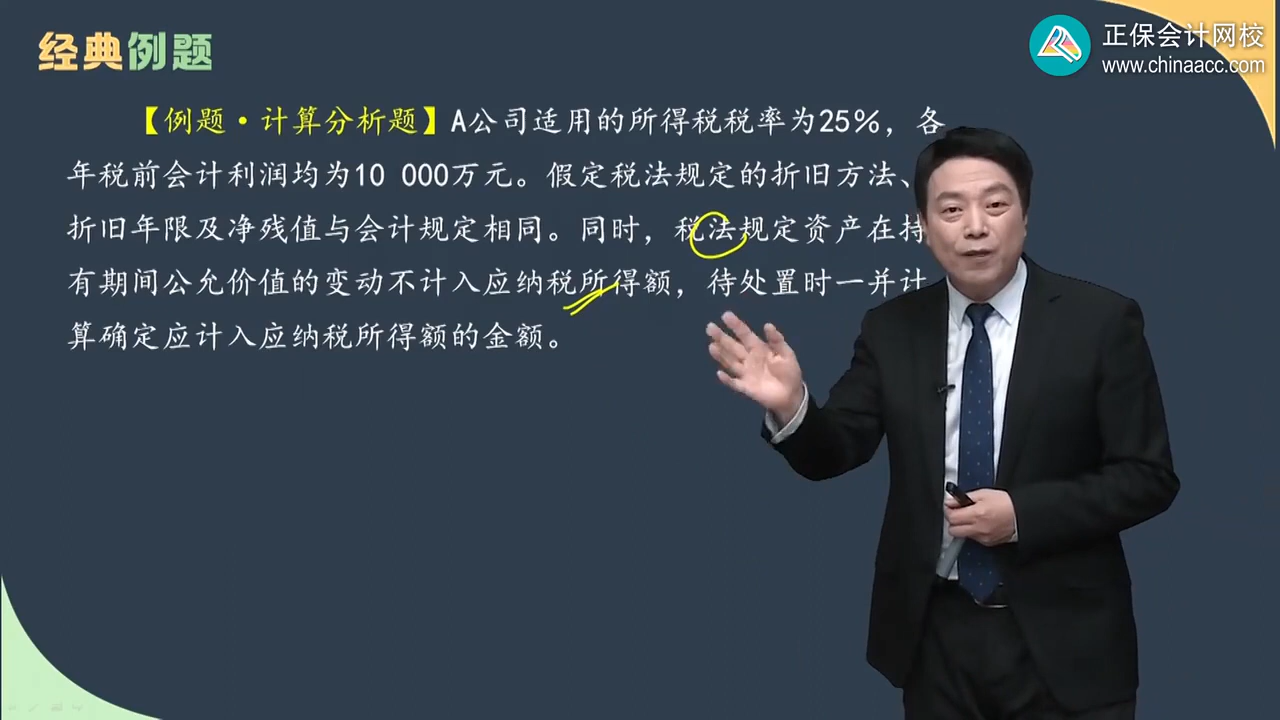 经典例题
正保会计网校
www.chinaacc.com
【例题·计算分析题】A公司适用的所得税税率为25%，各
年税前会计利润均为10 000万元。假定税法规定的折旧方法、
折旧年限及净残值与会计规定相同。同时，税法规定资产在持
有期间公允价值的变动不计入应纳税所得额，待处置时一并计
算确定应计入应纳税所得额的金额。